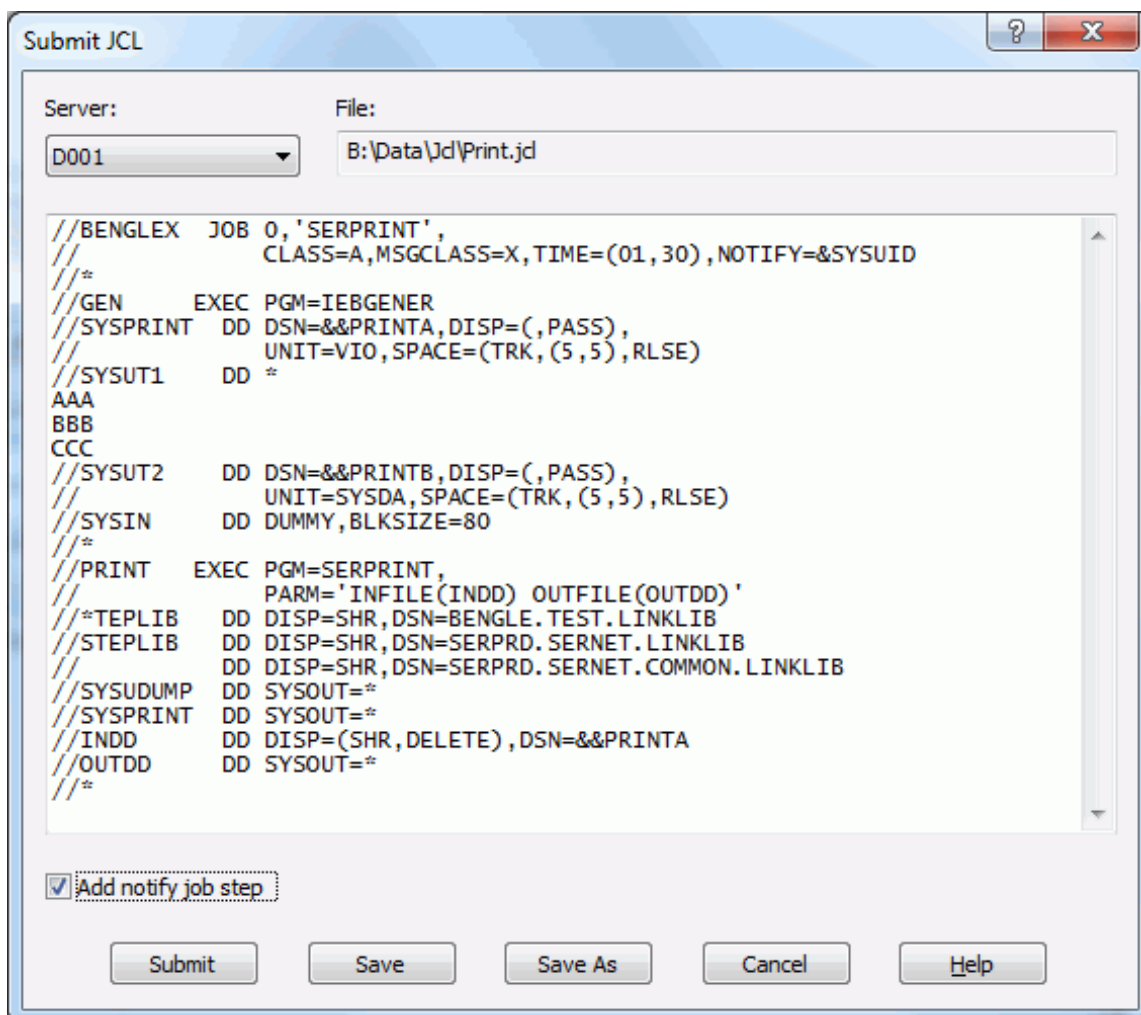 Submit JCL
Server: File:
D001 B:\Data\Jcl\Print.jcl
//BENGLEX  JOB 0,'SERPRINT',
//             CLASS=A,MSGCLASS=X,TIME=(01,30),NOTIFY=&SYSUID
//*
//GEN     EXEC PGM=IEBGENER
//SYSPRINT  DD DSN=&&PRINTA,DISP=(,PASS),
//             UNIT=VIO,SPACE=(TRK,(5,5),RLSE)
//SYSUT1    DD *
AAA
BBB
CCC
//SYSUT2    DD DSN=&&PRINTB,DISP=(,PASS),
//             UNIT=SYSDA,SPACE=(TRK,(5,5),RLSE)
//SYSIN     DD DUMMY,BLKSIZE=80
//*
//PRINT   EXEC PGM=SERPRINT,
//             PARM='INFILE(INDD) OUTFILE(OUTDD)'
//*TEPLIB   DD DISP=SHR,DSN=BENGLE.TEST.LINKLIB
//STEPLIB   DD DISP=SHR,DSN=SERPRD.SERNET.LINKLIB
//          DD DISP=SHR,DSN=SERPRD.SERNET.COMMON.LINKLIB
//SYSUDUMP  DD SYSOUT=*
//SYSPRINT  DD SYSOUT=*
//INDD      DD DISP=(SHR,DELETE),DSN=&&PRINTA
//OUTDD     DD SYSOUT=*
//*
Add notify job step
Submit Save Save As Cancel Help